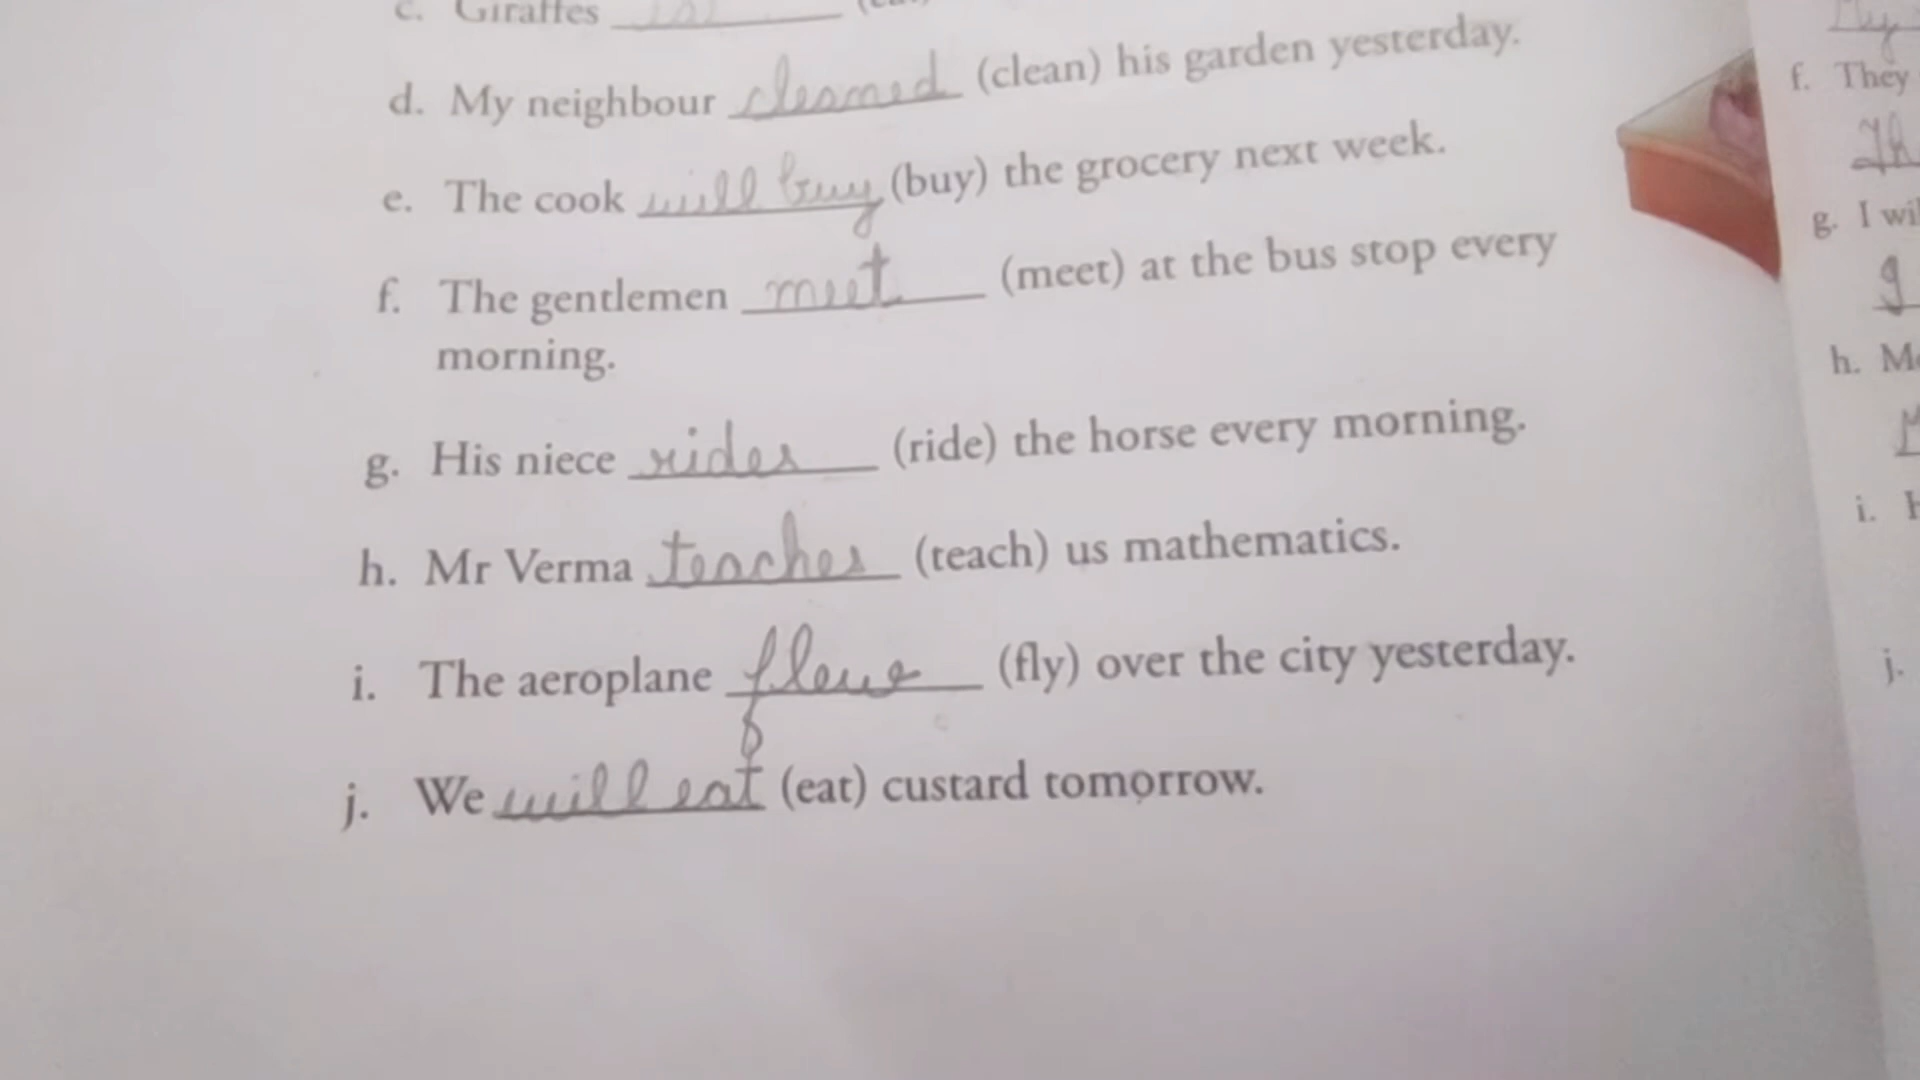 c. Giraffes
d. My neighbour cleaned (clean) his garden yesterday.
e. The cook will buy (buy) the grocery next week.
f. The gentlemen meet (meet) at the bus stop every
morning.
g. His niece rides (ride) the horse every morning.
h. Mr Verma teaches (teach) us mathematics.
i. The aeroplane flew (fly) over the city yesterday.
j. We will eat (eat) custard tomorrow.
f. They
g. I
h.
i.
j.